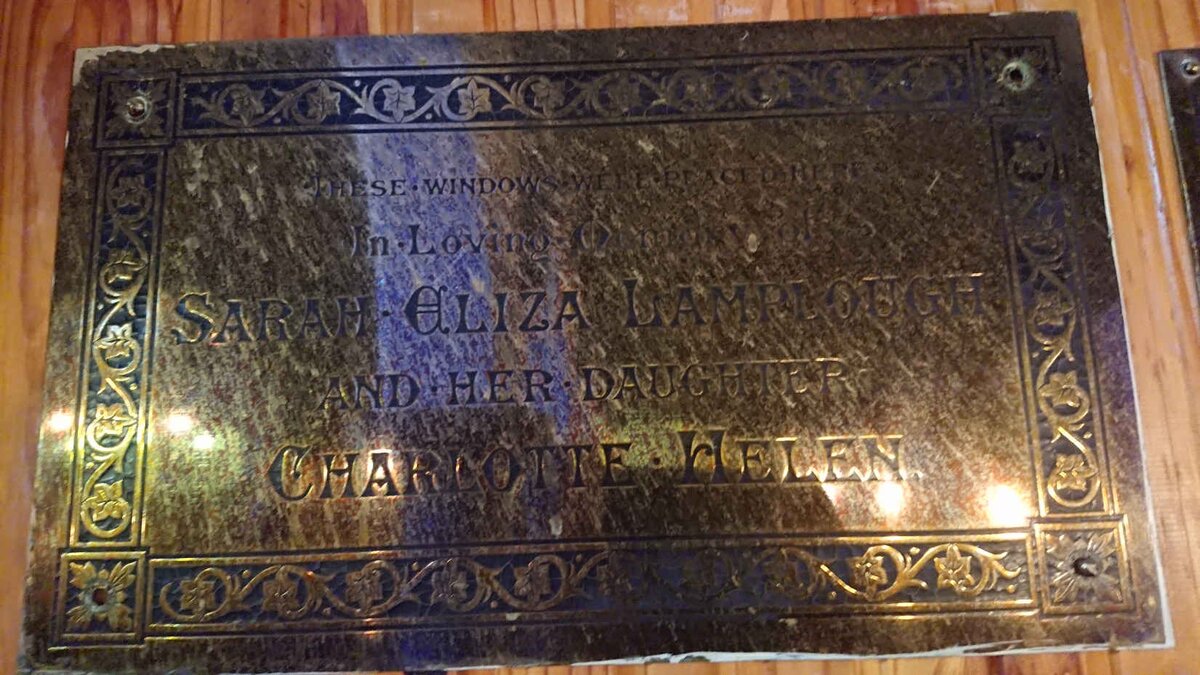 THESE·WINDOWS·WERE·PLACED·HERE
In·Loving·Memory·of
SARAH·ELIZA LAMPLOUGH
AND·HER·DAUGHTER
CHARLOTTE·HELEN.